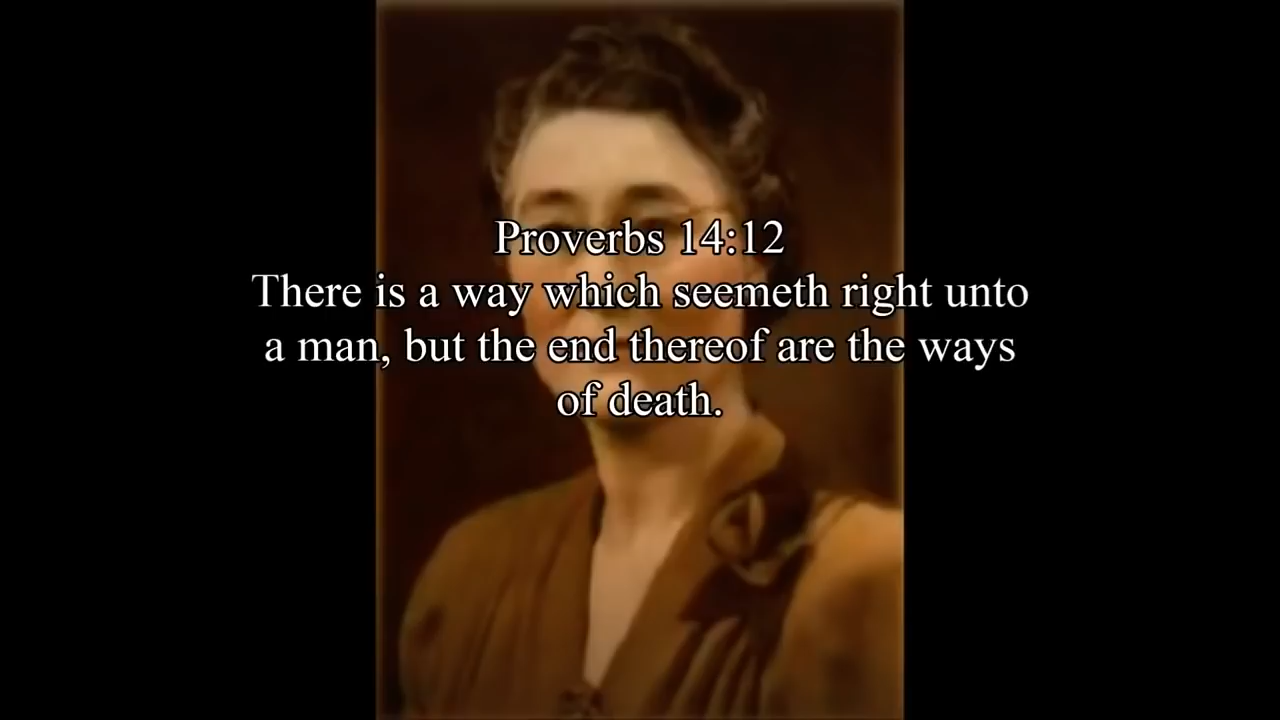 Proverbs 14:12
There is a way which seemeth right unto
a man, but the end thereof are the ways
of death.